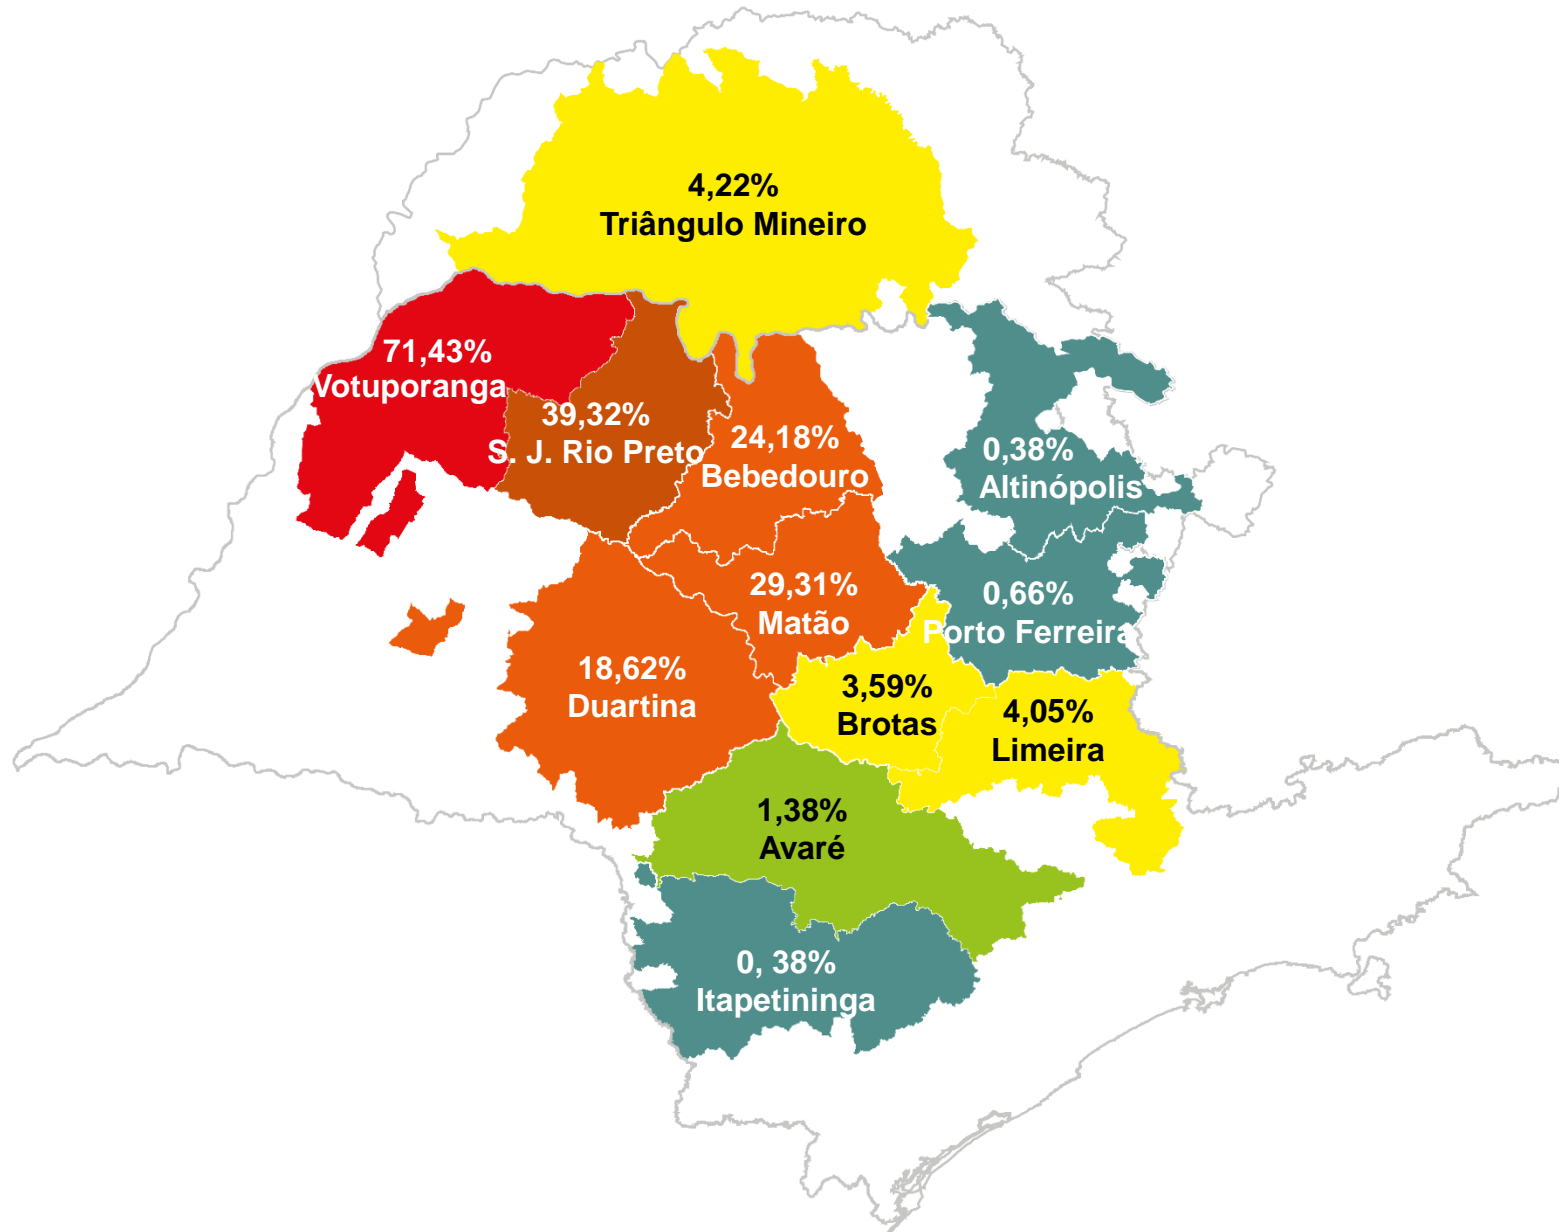 4,22%
Triângulo Mineiro
71,43%
Votuporanga
39,32%
S. J. Rio Preto
24,18%
Bebedouro
0,38%
Altinópolis
29,31%
Matão
0,66%
Porto Ferreira
18,62%
Duartina
3,59%
Brotas
4,05%
Limeira
1,38%
Avaré
0, 38%
Itapetininga